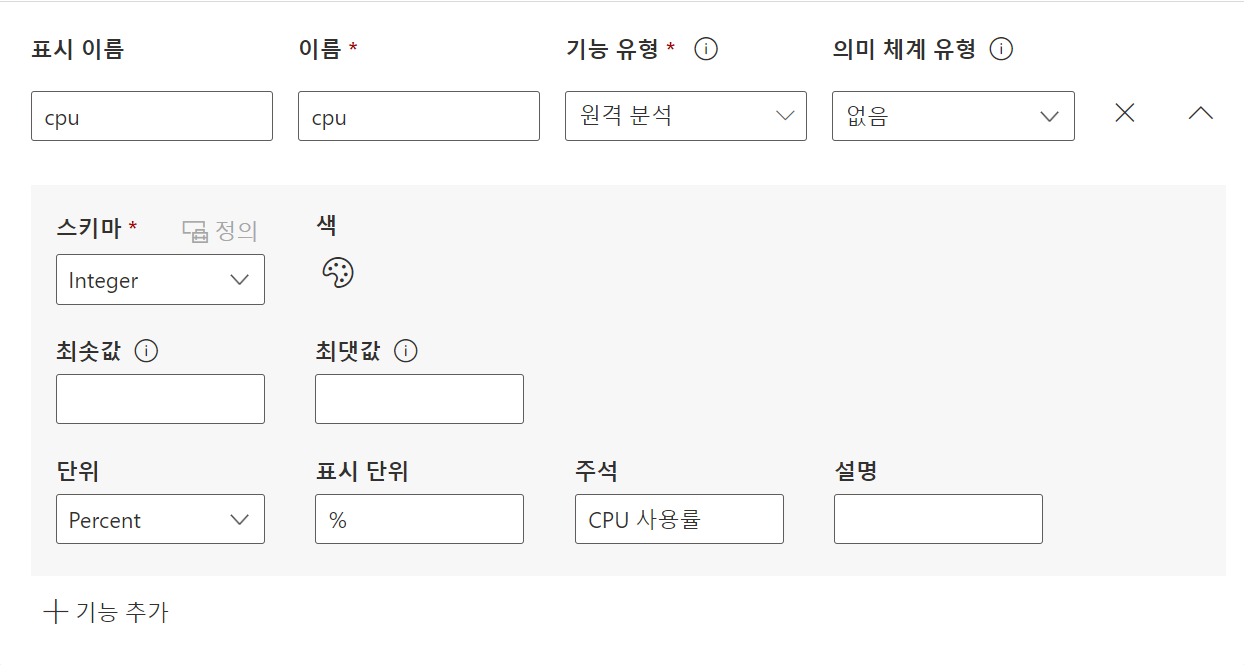 표시 이름 이름 * 기능 유형 * 의미 체계 유형
cpu cpu 원격 분석 없음
스키마 * 정의 색
Integer
최솟값 최댓값
단위 표시 단위 주석 설명
Percent % CPU 사용률
기능 추가